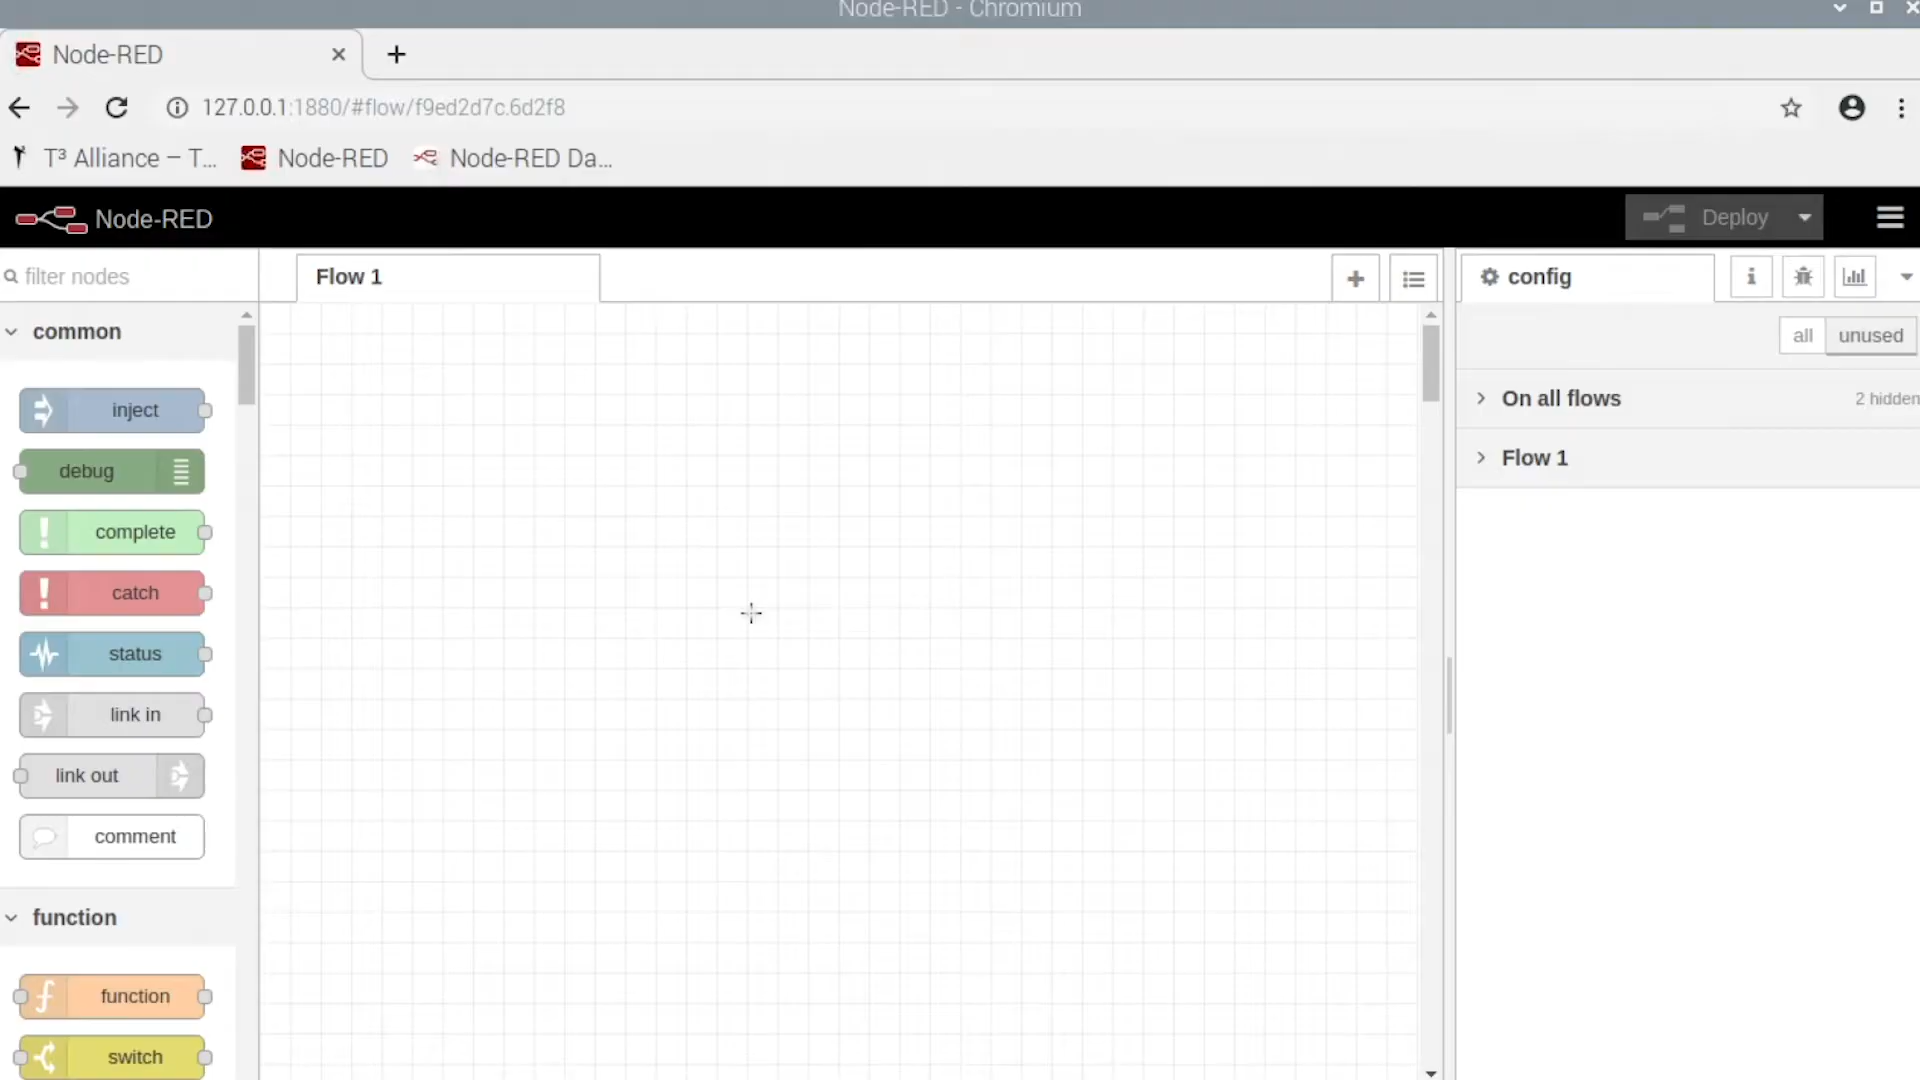 Node-RED - Chromium
Node-RED
127.0.0.1:1880/#flow/f9ed2d7c.6d2f8
T³ Alliance – T... Node-RED Node-RED Da...
Node-RED Deploy
filter nodes Flow 1 config
all unused
common
On all flows 2 hidden
inject
Flow 1
debug
complete
catch
status
link in
link out
comment
function
function
switch